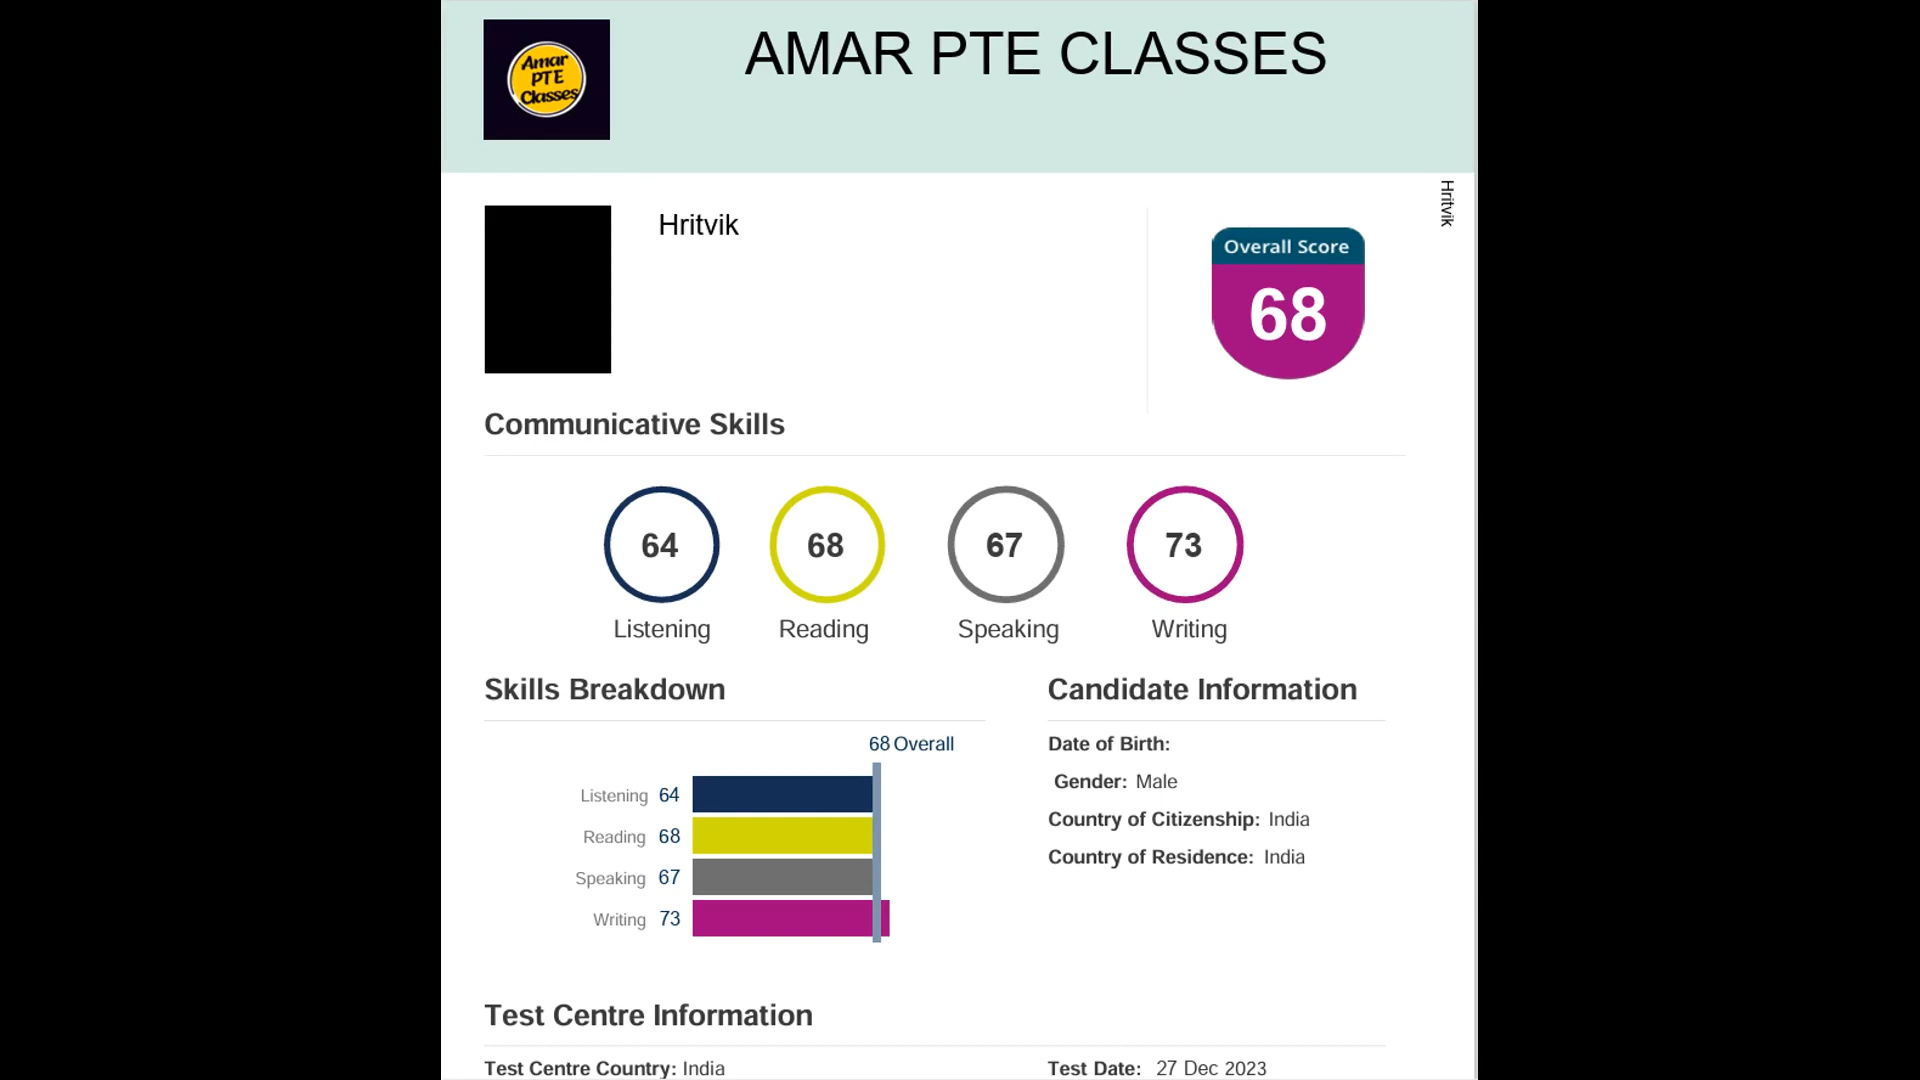 Amar
PTE
Classes
AMAR PTE CLASSES
Hritvik
Hritvik
Overall Score
68
Communicative Skills
64
68
67
73
Listening
Reading
Speaking
Writing
Skills Breakdown
68 Overall
Listening 64
Reading 68
Speaking 67
Writing 73
Candidate Information
Date of Birth:
Gender: Male
Country of Citizenship: India
Country of Residence: India
Test Centre Information
Test Centre Country: India
Test Date: 27 Dec 2023